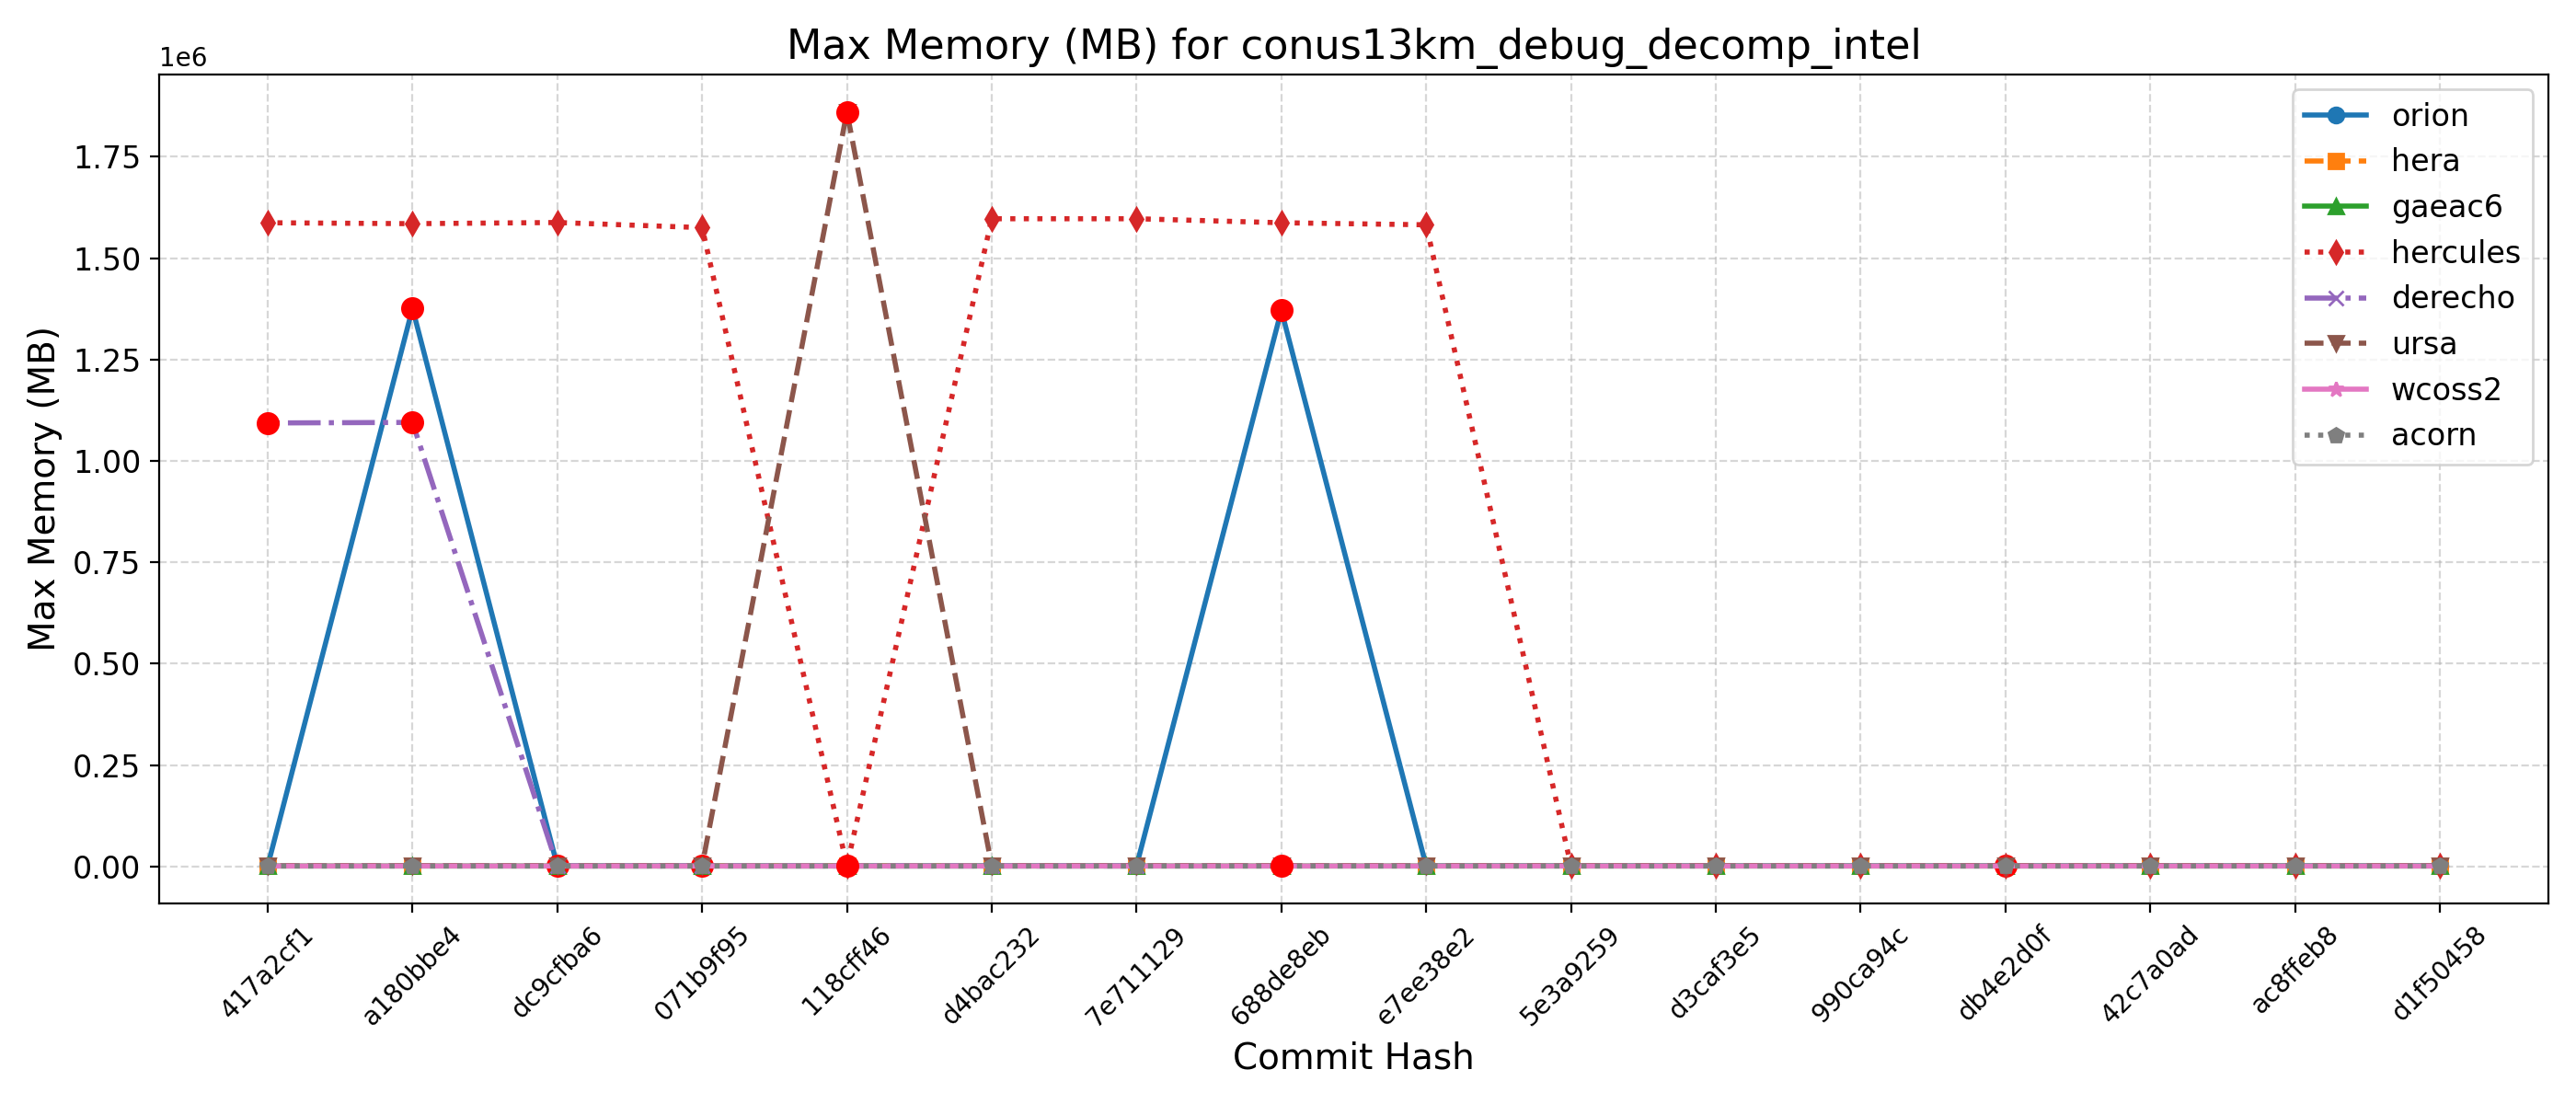 Max Memory (MB) for conus13km_debug_decomp_intel
1e6
1.75
1.50
1.25
1.00
0.75
0.50
0.25
0.00
Max Memory (MB)
orion
hera
gaeac6
hercules
derecho
ursa
wcoss2
acorn
417a2cf1
a180bbe4
dc9cfba6
071b9f95
118cff46
d4bac232
7e711129
688de8eb
e7ee38e2
5e3a9259
d3caf3e5
990ca94c
db4e2d0f
42c7a0ad
ac8ffeb8
d1f50458
Commit Hash